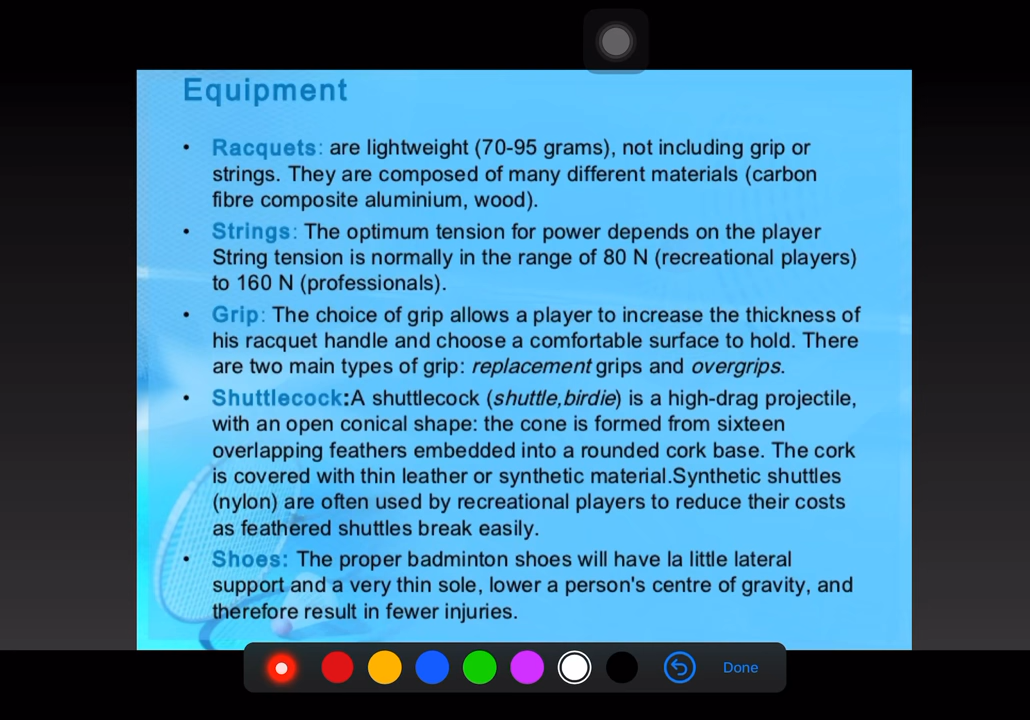 Equipment
• Racquets: are lightweight (70-95 grams), not including grip or
strings. They are composed of many different materials (carbon
fibre composite aluminium, wood).
• Strings: The optimum tension for power depends on the player
String tension is normally in the range of 80 N (recreational players)
to 160 N (professionals).
• Grip: The choice of grip allows a player to increase the thickness of
his racquet handle and choose a comfortable surface to hold. There
are two main types of grip: replacement grips and overgrips.
• Shuttlecock:A shuttlecock (shuttle,birdie) is a high-drag projectile,
with an open conical shape: the cone is formed from sixteen
overlapping feathers embedded into a rounded cork base. The cork
is covered with thin leather or synthetic material.Synthetic shuttles
(nylon) are often used by recreational players to reduce their costs
as feathered shuttles break easily.
• Shoes: The proper badminton shoes will have la little lateral
support and a very thin sole, lower a person's centre of gravity, and
therefore result in fewer injuries.
Done